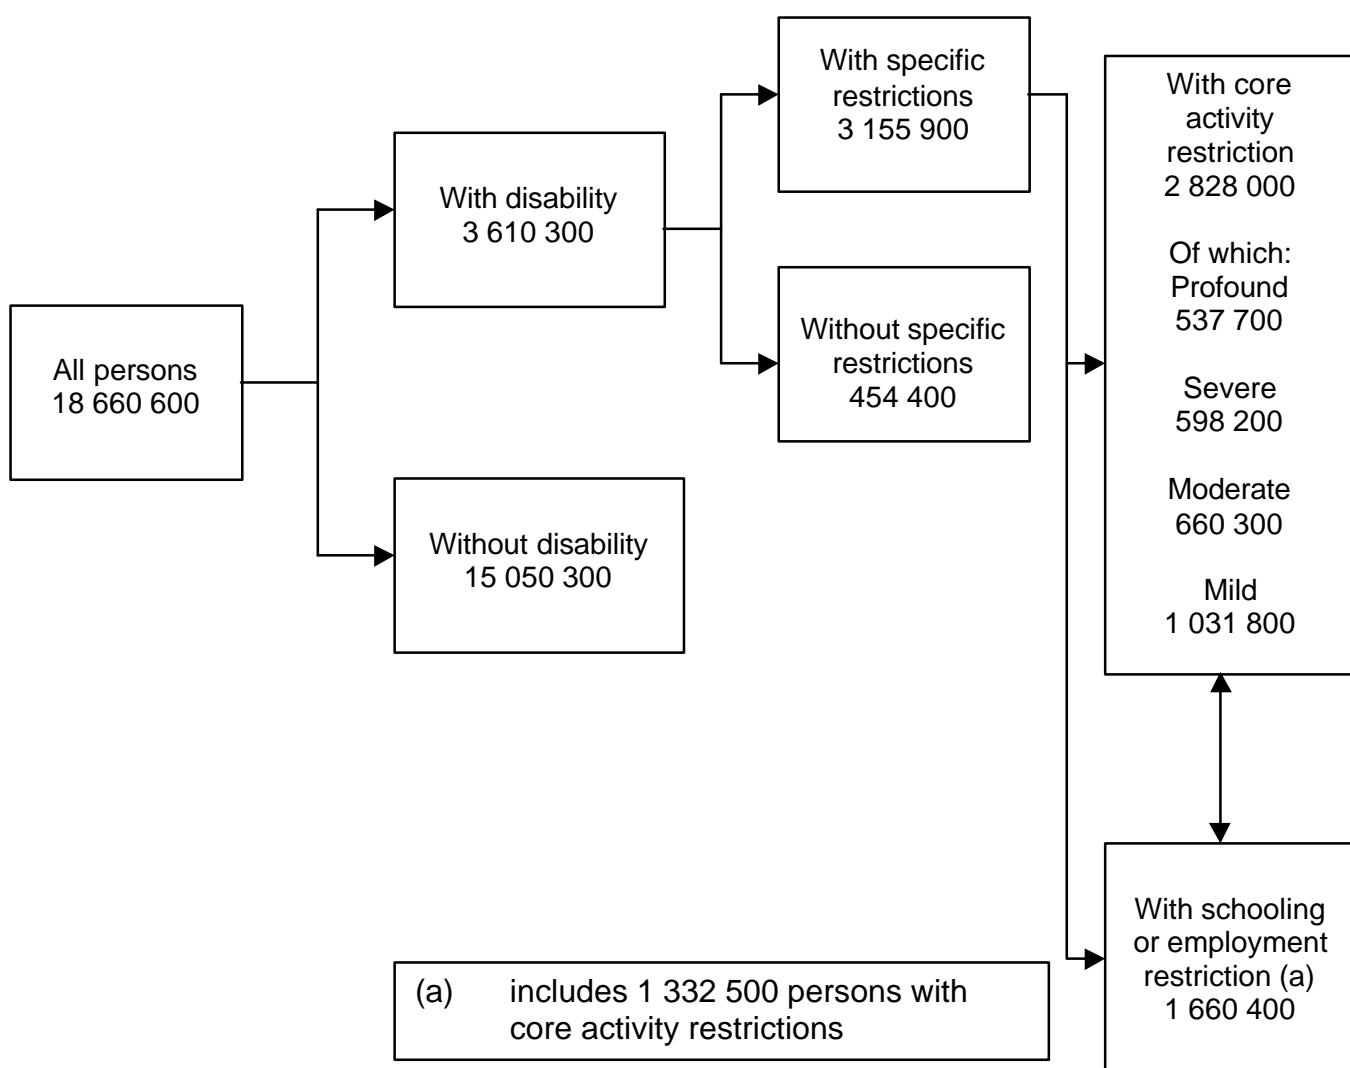 All persons
18 660 600
With disability
3 610 300
Without disability
15 050 300
With specific
restrictions
3 155 900
Without specific
restrictions
454 400
With core
activity
restriction
2 828 000
Of which:
Profound
537 700
Severe
598 200
Moderate
660 300
Mild
1 031 800
With schooling
or employment
restriction (a)
1 660 400
(a) includes 1 332 500 persons with
core activity restrictions